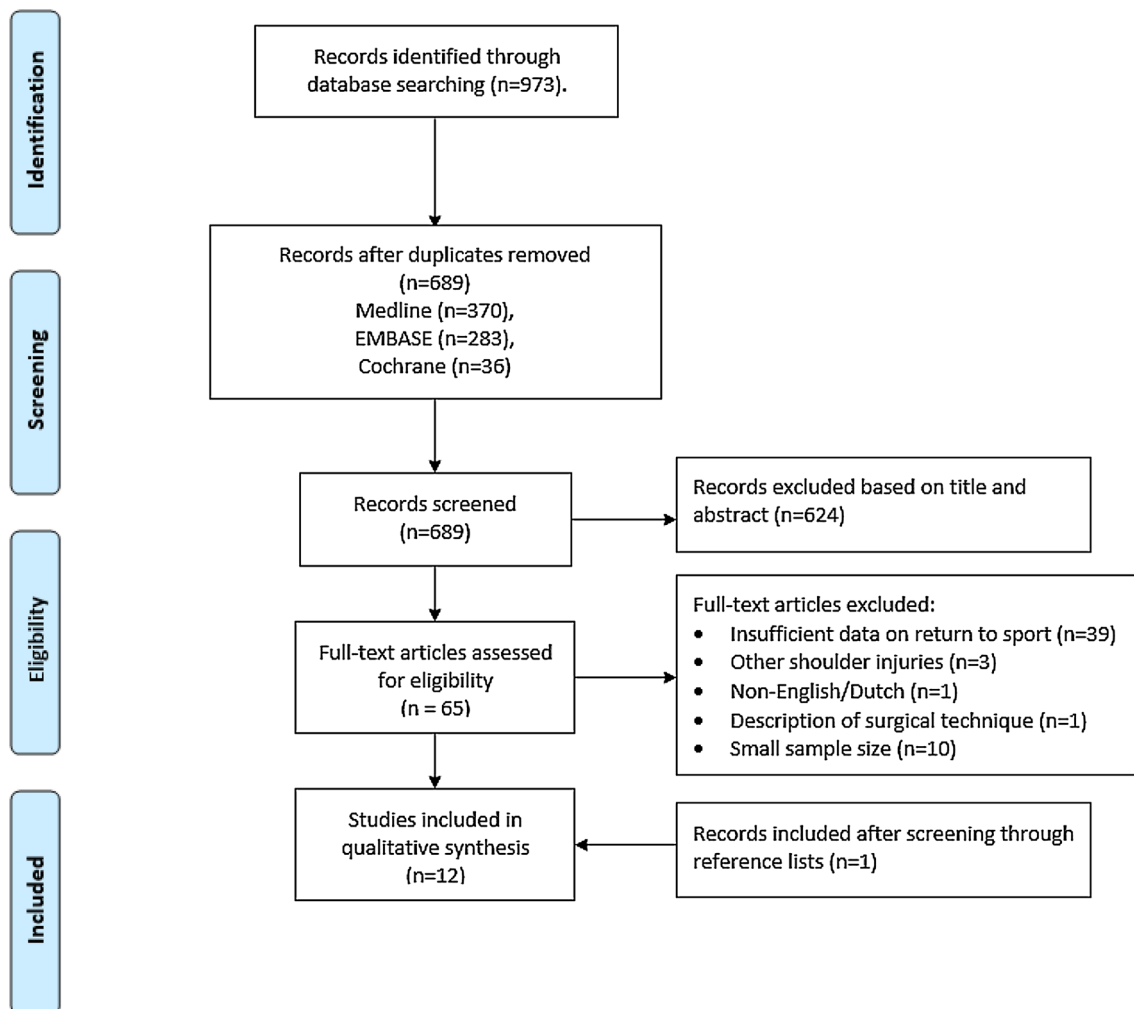 Identification
Records identified through
database searching (n=973).
Records after duplicates removed
(n=689)
Medline (n=370),
EMBASE (n=283),
Cochrane (n=36)
Screening
Records screened
(n=689)
Records excluded based on title and
abstract (n=624)
Eligibility
Full-text articles assessed
for eligibility
(n = 65)
Full-text articles excluded:
• Insufficient data on return to sport (n=39)
• Other shoulder injuries (n=3)
• Non-English/Dutch (n=1)
• Description of surgical technique (n=1)
• Small sample size (n=10)
Included
Studies included in
qualitative synthesis
(n=12)
Records included after screening through
reference lists (n=1)